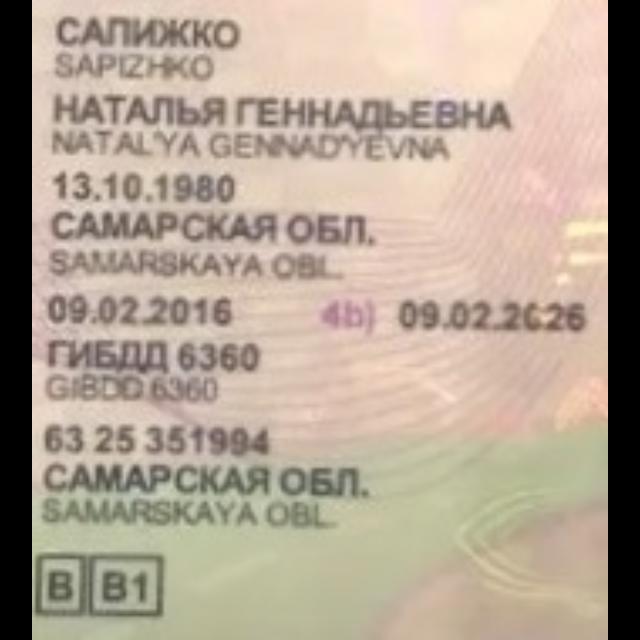 САПИЖКО
SAPIZHKO
НАТАЛЬЯ ГЕННАДЬЕВНА
NATAL'YA GENNAD'YEVNA
13.10.1980
САМАРСКАЯ ОБЛ.
SAMARSKAYA OBL.
09.02.2016 4b) 09.02.2026
ГИБДД 6360
GIBDD 6360
63 25 351994
САМАРСКАЯ ОБЛ.
SAMARSKAYA OBL.
B B1